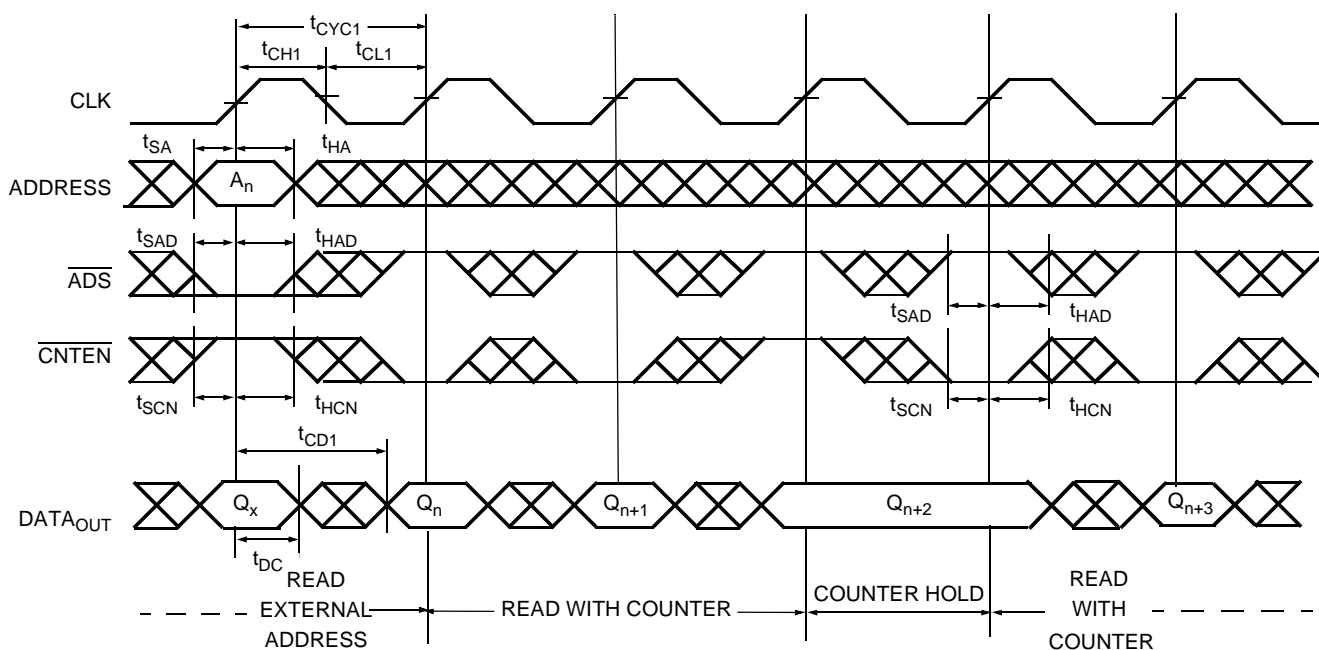 tCYC1
tCH1
tCL1
CLK
tSA
tHA
ADDRESS
An
tSAD
tHAD
ADS
tSAD
tHAD
CNTEN
tSCN
tHCN
tSCN
tHCN
tCD1
DATAOUT
Qx
Qn
Qn+1
Qn+2
Qn+3
tDC
READ
EXTERNAL
ADDRESS
READ WITH COUNTER
COUNTER HOLD
READ
WITH
COUNTER